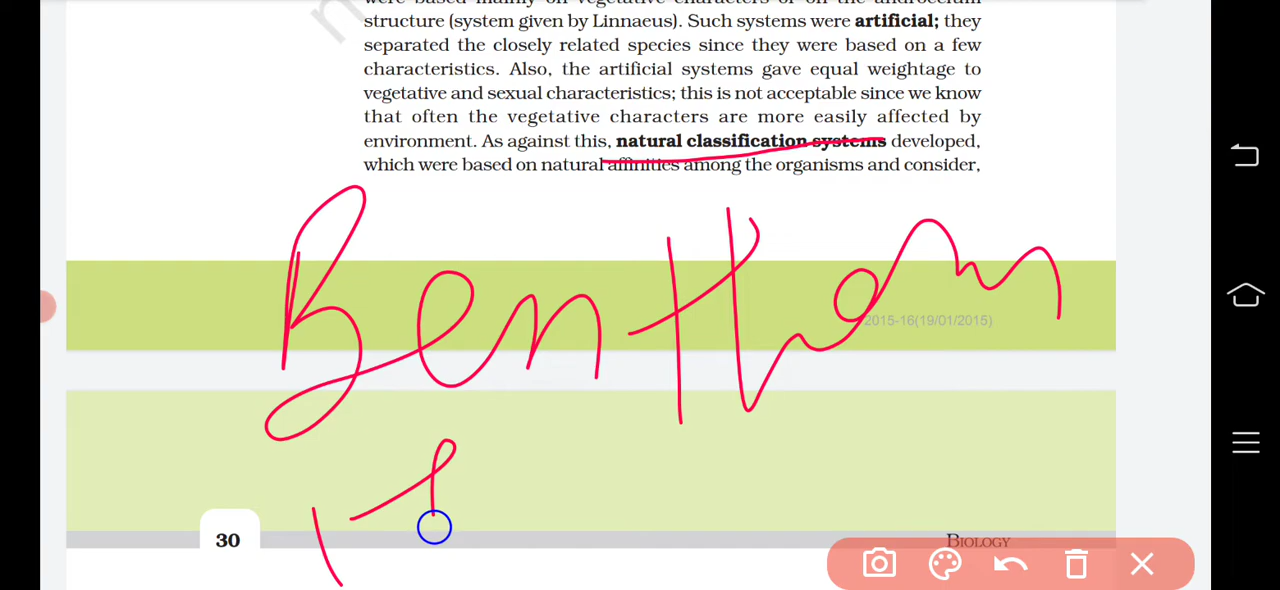 structure (system given by Linnaeus). Such systems were artificial; they
separated the closely related species since they were based on a few
characteristics. Also, the artificial systems gave equal weightage to
vegetative and sexual characteristics; this is not acceptable since we know
that often the vegetative characters are more easily affected by
environment. As against this, natural classification systems developed,
which were based on natural affinities among the organisms and consider,
Bentham
2015-16(19/01/2015)
30
BIOLOGY